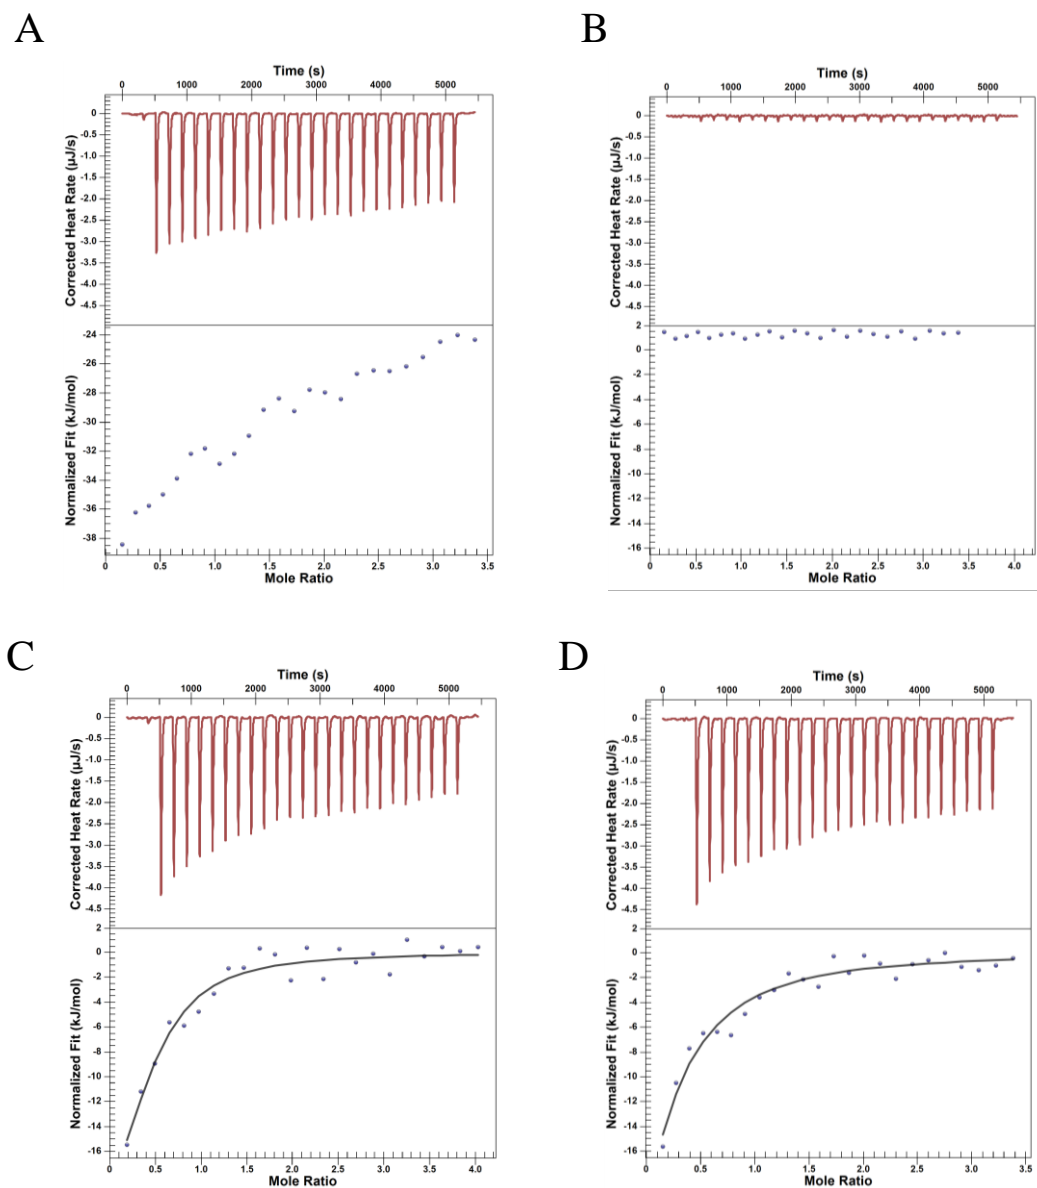 A
Time (s)
0 1000 2000 3000 4000 5000
Corrected Heat Rate (µJ/s)
0
-0.5
-1.0
-1.5
-2.0
-2.5
-3.0
-3.5
-4.0
-4.5
Normalized Fit (kJ/mol)
-24
-26
-28
-30
-32
-34
-36
-38
0 0.5 1.0 1.5 2.0 2.5 3.0 3.5
Mole Ratio
B
Time (s)
0 1000 2000 3000 4000 5000
Corrected Heat Rate (µJ/s)
0
-0.5
-1.0
-1.5
-2.0
-2.5
-3.0
-3.5
-4.0
-4.5
Normalized Fit (kJ/mol)
2
0
-2
-4
-6
-8
-10
-12
-14
-16
0 0.5 1.0 1.5 2.0 2.5 3.0 3.5 4.0
Mole Ratio
C
Time (s)
0 1000 2000 3000 4000 5000
Corrected Heat Rate (µJ/s)
0
-0.5
-1.0
-1.5
-2.0
-2.5
-3.0
-3.5
-4.0
-4.5
Normalized Fit (kJ/mol)
2
0
-2
-4
-6
-8
-10
-12
-14
-16
0 0.5 1.0 1.5 2.0 2.5 3.0 3.5 4.0
Mole Ratio
D
Time (s)
0 1000 2000 3000 4000 5000
Corrected Heat Rate (µJ/s)
0
-0.5
-1.0
-1.5
-2.0
-2.5
-3.0
-3.5
-4.0
-4.5
Normalized Fit (kJ/mol)
2
0
-2
-4
-6
-8
-10
-12
-14
-16
0 0.5 1.0 1.5 2.0 2.5 3.0 3.5
Mole Ratio